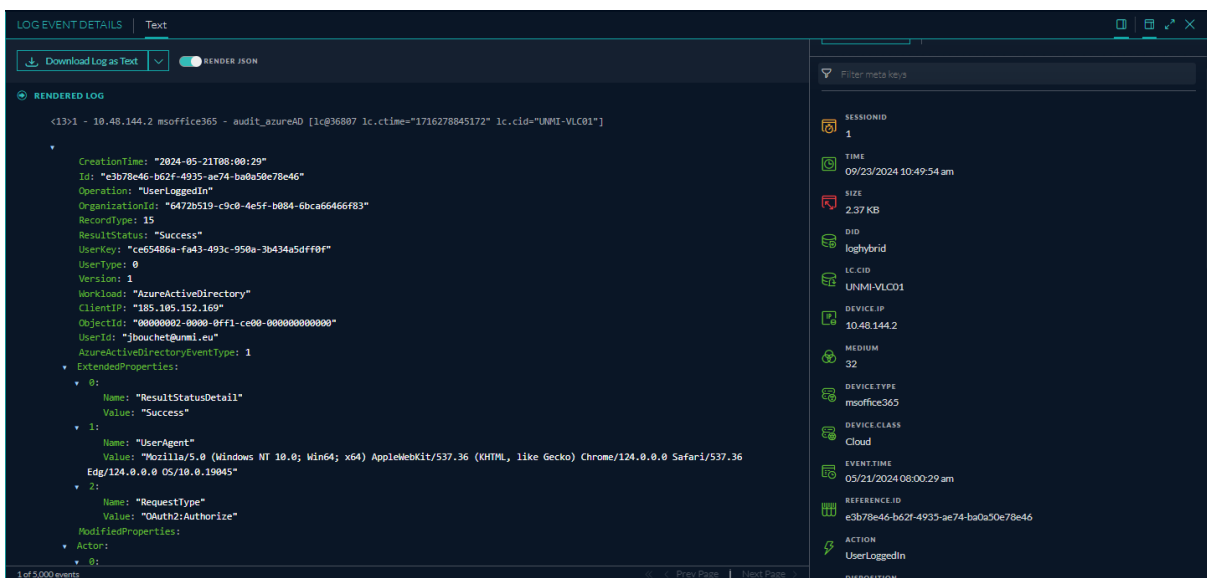 LOG EVENT DETAILS
Text
Download Log as Text
RENDER JSON
RENDERED LOG
<13>1 - 10.48.144.2 msoffice365 - audit_azureAD [lc@36807 lc.ctime="1716278845172" lc.cid="UNMI-VLC01"]
CreationTime: "2024-05-21T08:00:29"
Id: "e3b78e46-b62f-4935-ae74-ba0a50e78e46"
Operation: "UserLoggedIn"
OrganizationId: "6472b519-c9c0-4e5f-b084-6bca66466f83"
RecordType: 15
ResultStatus: "Success"
UserKey: "ce65486a-fa43-493c-950a-3b434a5dff0f"
UserType: 0
Version: 1
Workload: "AzureActiveDirectory"
ClientIP: "185.105.152.169"
ObjectId: "00000002-0000-0ff1-ce00-000000000000"
UserId: "jbouchet@unmi.eu"
AzureActiveDirectoryEventType: 1
ExtendedProperties:
0:
Name: "ResultStatusDetail"
Value: "Success"
1:
Name: "UserAgent"
Value: "Mozilla/5.0 (Windows NT 10.0; Win64; x64) AppleWebKit/537.36 (KHTML, like Gecko) Chrome/124.0.0.0 Safari/537.36
Edg/124.0.0.0 OS/10.0.19045"
2:
Name: "RequestType"
Value: "OAuth2:Authorize"
ModifiedProperties:
Actor:
0:
1 of 5,000 events
Prev Page | Next Page
Filter meta keys
SESSIONID
1
TIME
09/23/2024 10:49:54 am
SIZE
2.37 KB
DID
loghybrid
LC.CID
UNMI-VLC01
DEVICE.IP
10.48.144.2
MEDIUM
32
DEVICE.TYPE
msoffice365
DEVICE.CLASS
Cloud
EVENT.TIME
05/21/2024 08:00:29 am
REFERENCE.ID
e3b78e46-b62f-4935-ae74-ba0a50e78e46
ACTION
UserLoggedIn
DISPOSITION